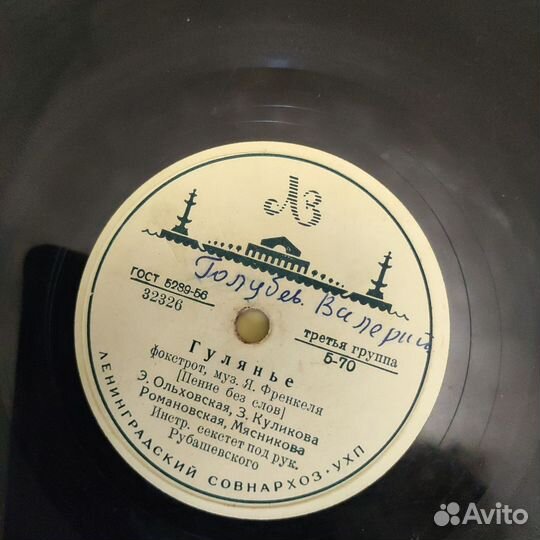 ЛЗ
Голубев Валерий
ГОСТ 5289-56
32326
третья группа
5-70
Гулянье
фокстрот, муз. Я. Френкеля
[Пение без слов]
Э. Ольховская, З. Куликова
Романовская, Мясникова
Инстр. секстет под рук.
Рубашевского
ЛЕНИНГРАДСКИЙ СОВНАРХОЗ · УХП
Avito